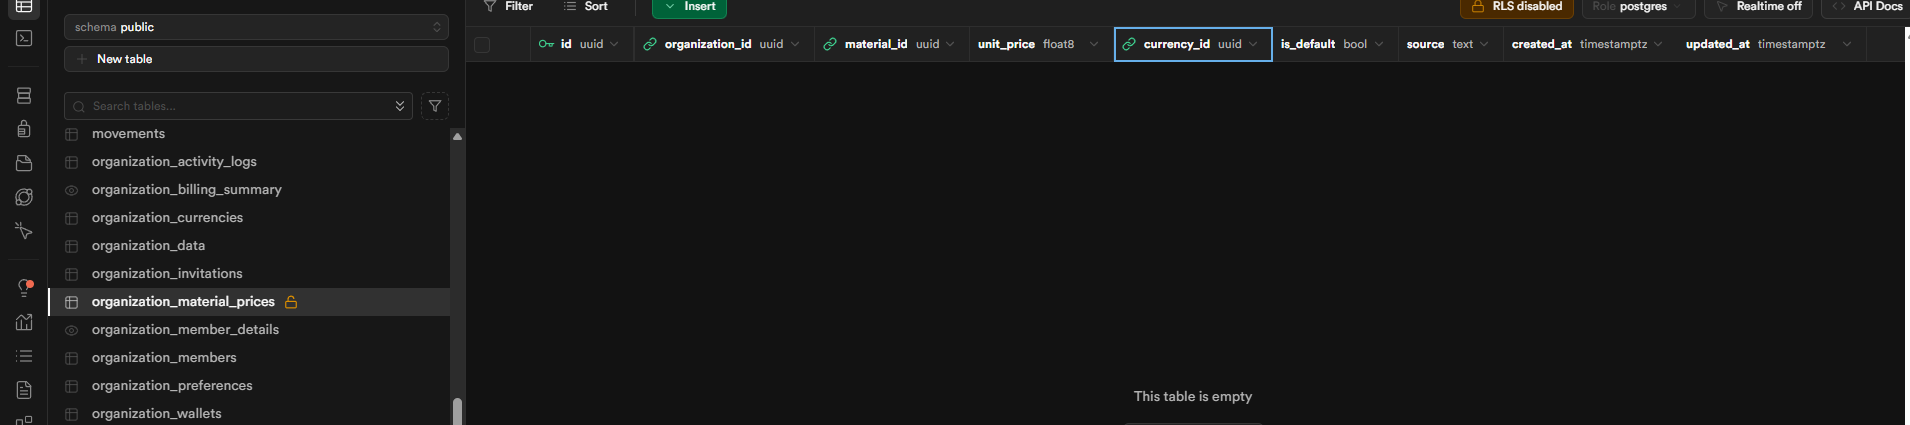 schema public
New table
Search tables...
movements
organization_activity_logs
organization_billing_summary
organization_currencies
organization_data
organization_invitations
organization_material_prices
organization_member_details
organization_members
organization_preferences
organization_wallets
Filter Sort Insert RLS disabled Role postgres Realtime off API Docs
id uuid organization_id uuid material_id uuid unit_price float8 currency_id uuid is_default bool source text created_at timestamptz updated_at timestamptz
This table is empty